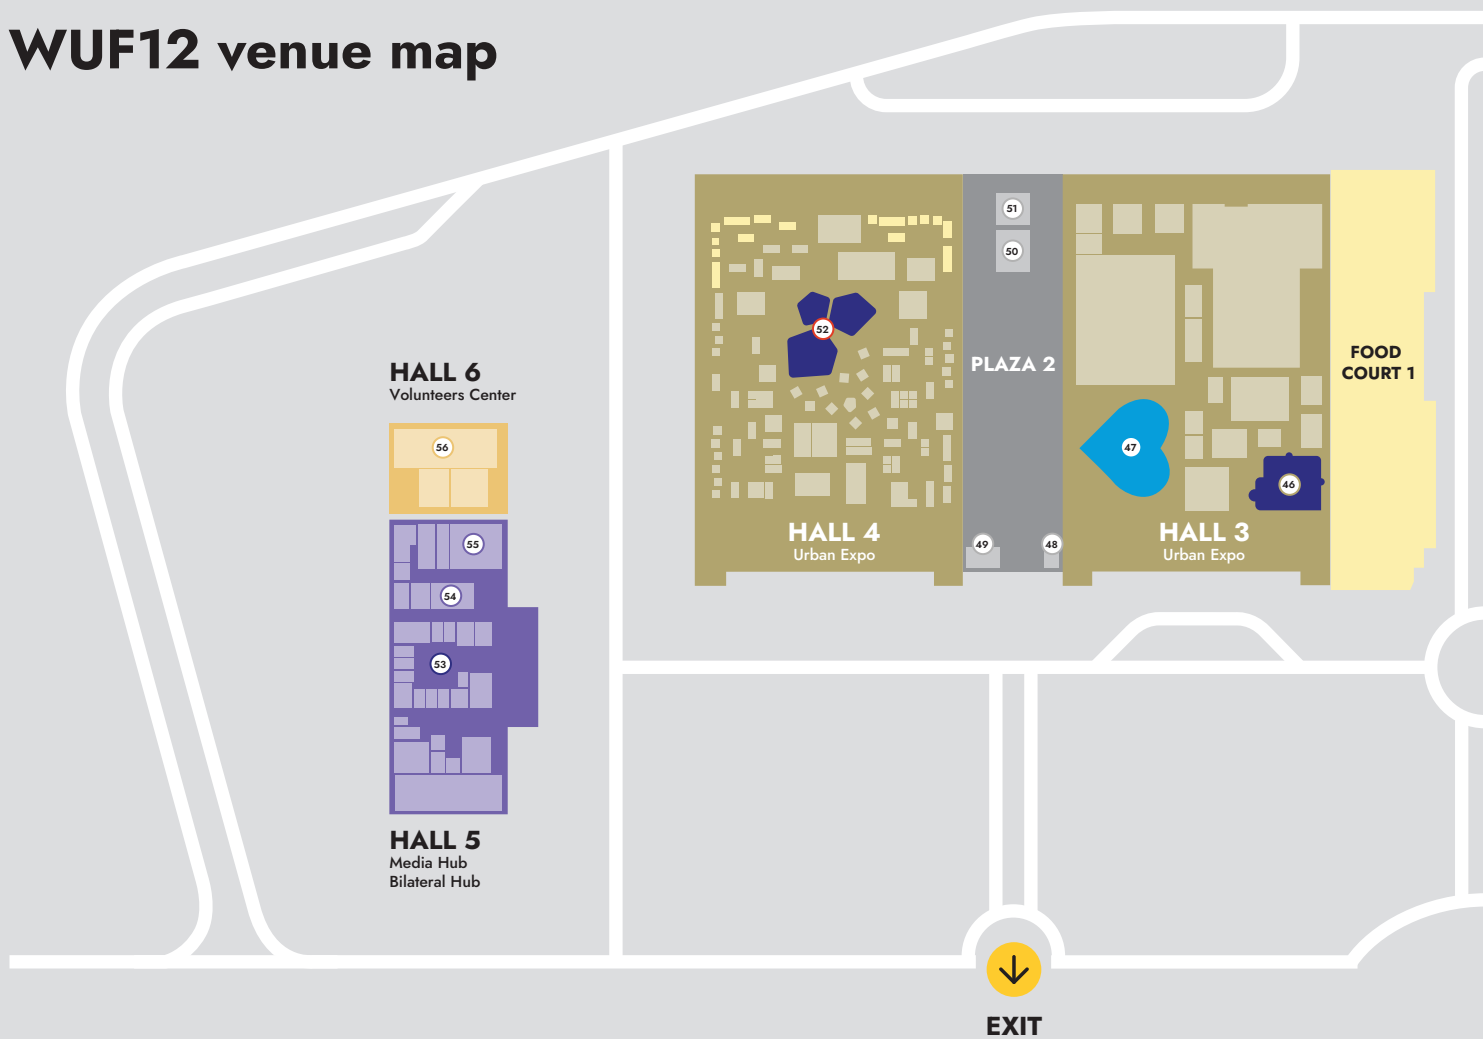 WUF12 venue map
51
50
52
PLAZA 2
FOOD
COURT 1
HALL 6
Volunteers Center
56
47
46
HALL 4
Urban Expo
49
48
HALL 3
Urban Expo
55
54
53
HALL 5
Media Hub
Bilateral Hub
EXIT